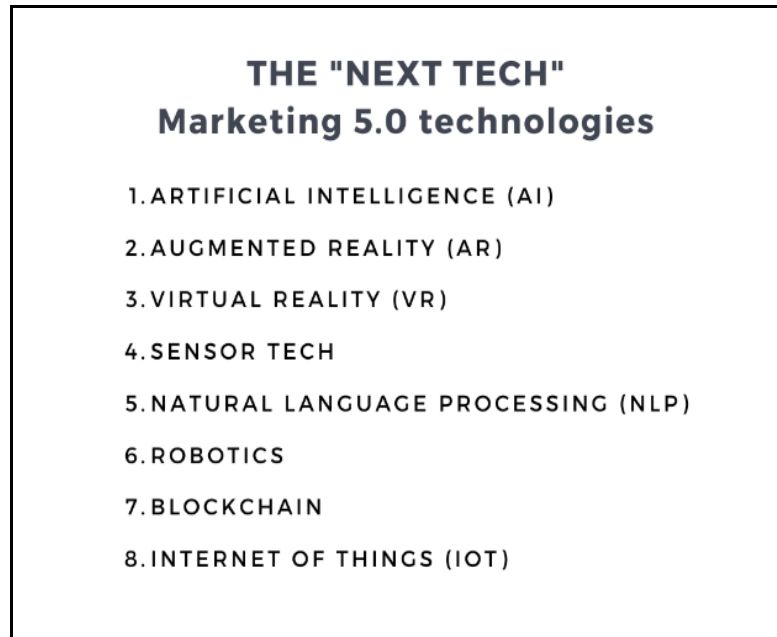 THE "NEXT TECH"
Marketing 5.0 technologies
1. ARTIFICIAL INTELLIGENCE (AI)
2. AUGMENTED REALITY (AR)
3. VIRTUAL REALITY (VR)
4. SENSOR TECH
5. NATURAL LANGUAGE PROCESSING (NLP)
6. ROBOTICS
7. BLOCKCHAIN
8. INTERNET OF THINGS (IOT)